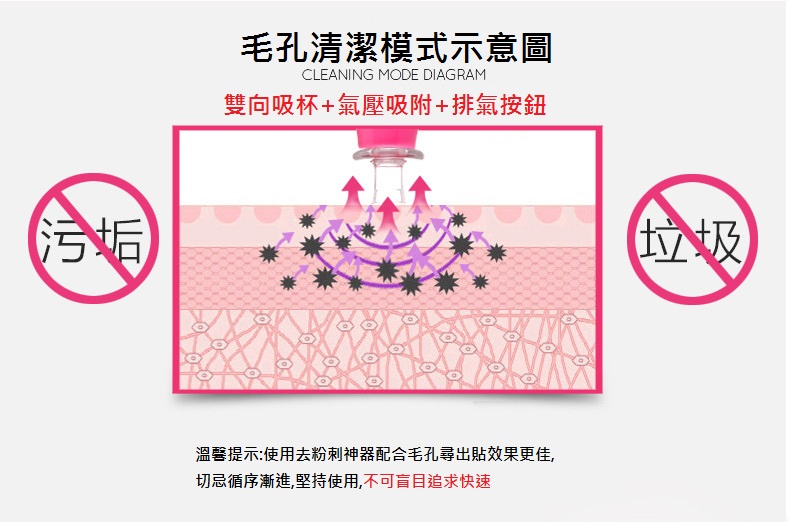 毛孔清潔模式示意圖
CLEANING MODE DIAGRAM
雙向吸杯+氣壓吸附+排氣按鈕
污垢
垃圾
溫馨提示:使用去粉刺神器配合毛孔尋出貼效果更佳,
切忌循序漸進,堅持使用,不可盲目追求快速